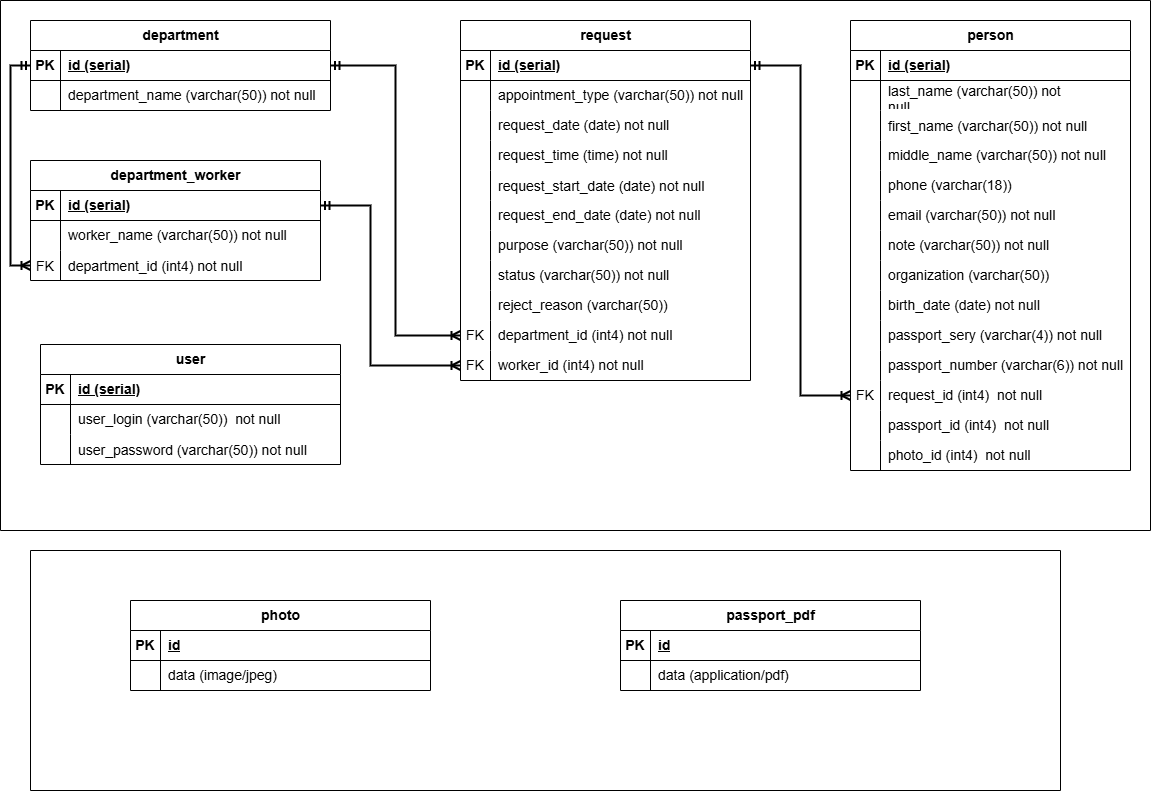 department
PK id (serial)
department_name (varchar(50)) not null
department_worker
PK id (serial)
worker_name (varchar(50)) not null
FK department_id (int4) not null
user
PK id (serial)
user_login (varchar(50))  not null
user_password (varchar(50)) not null
request
PK id (serial)
appointment_type (varchar(50)) not null
request_date (date) not null
request_time (time) not null
request_start_date (date) not null
request_end_date (date) not null
purpose (varchar(50)) not null
status (varchar(50)) not null
reject_reason (varchar(50))
FK department_id (int4) not null
FK worker_id (int4) not null
person
PK id (serial)
last_name (varchar(50)) not
null
first_name (varchar(50)) not null
middle_name (varchar(50)) not null
phone (varchar(18))
email (varchar(50)) not null
note (varchar(50)) not null
organization (varchar(50))
birth_date (date) not null
passport_sery (varchar(4)) not null
passport_number (varchar(6)) not null
FK request_id (int4)  not null
passport_id (int4)  not null
photo_id (int4)  not null
photo
PK id
data (image/jpeg)
passport_pdf
PK id
data (application/pdf)